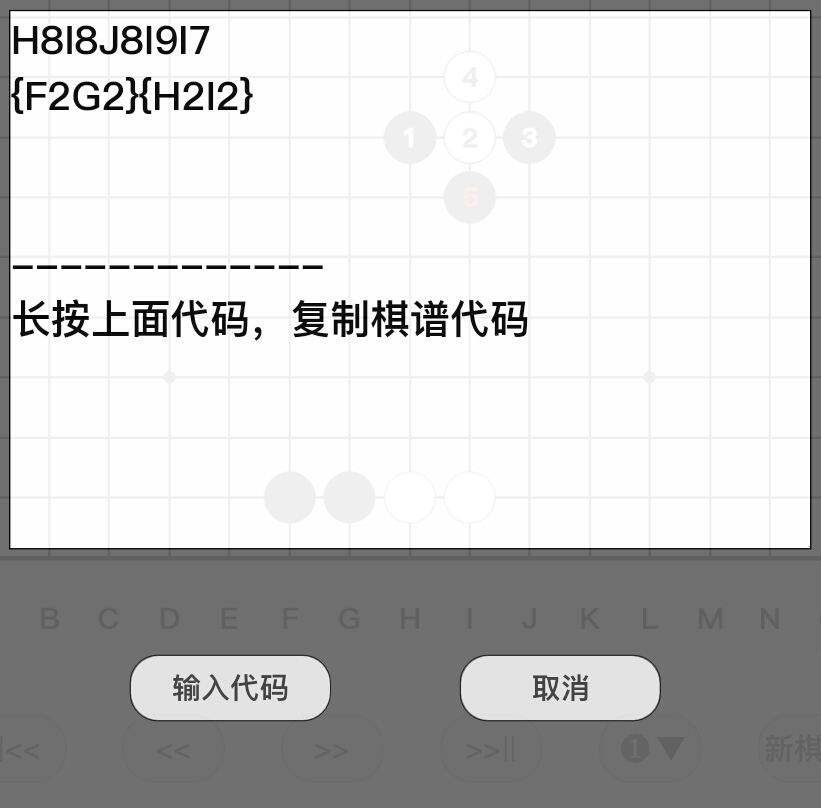 H8I8J8I9I7
{F2G2}{H2I2}
4
1 2 3
5
-------------
长按上面代码，复制棋谱代码
B C D E F G H I J K L M N
输入代码 取消
<< << >> >>|| ❶▼ 新棋